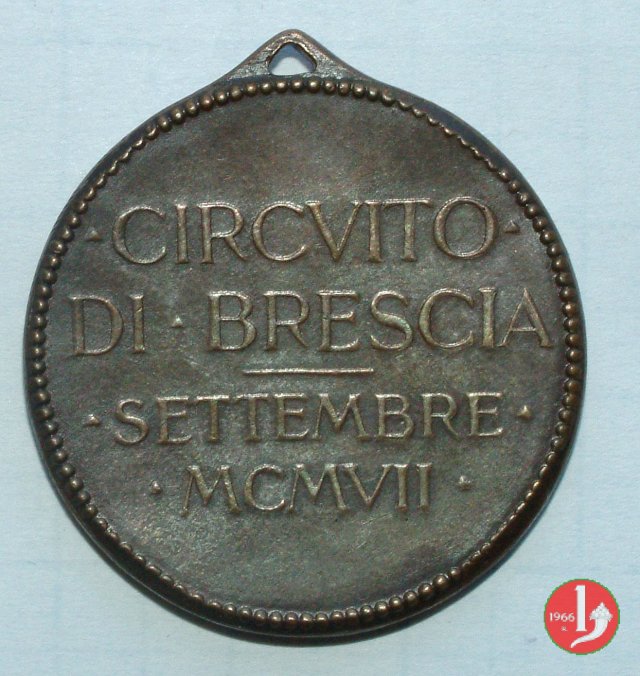 · CIRCVITO ·
DI · BRESCIA
· SETTEMBRE ·
· MCMVII ·
1966
R.